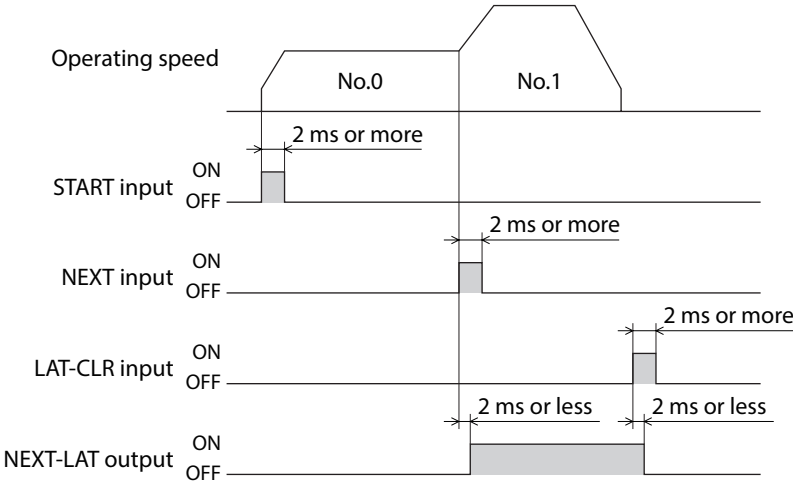 Operating speed
No.0
No.1
2 ms or more
START input
ON
OFF
2 ms or more
NEXT input
ON
OFF
2 ms or more
LAT-CLR input
ON
OFF
2 ms or less
2 ms or less
NEXT-LAT output
ON
OFF